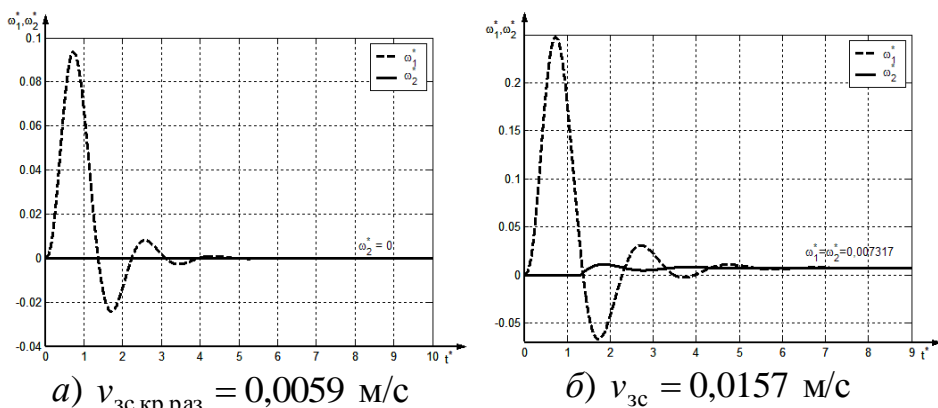 ω₁*,ω₂*
0.1
0.08
0.06
0.04
0.02
0
-0.02
-0.04
ω₁*
ω₂*
ω₂* = 0
0 1 2 3 4 5 6 7 8 9 10 t*
а) v зс кр раз = 0,0059 м/с
ω₁*,ω₂*
0.2
0.15
0.1
0.05
0
-0.05
ω₁*
ω₂*
ω₁*=ω₂*=0,007317
0 1 2 3 4 5 6 7 8 9 t*
б) v зс = 0,0157 м/с